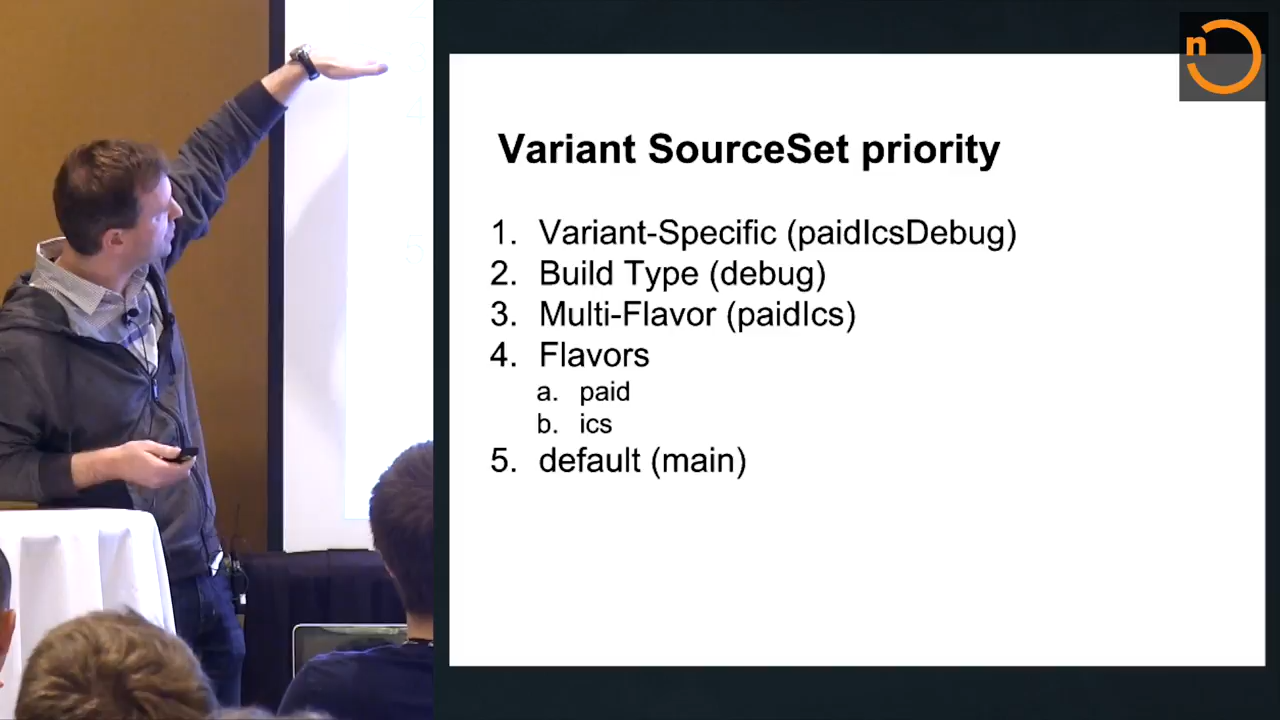 n
Variant SourceSet priority
1. Variant-Specific (paidIcsDebug)
2. Build Type (debug)
3. Multi-Flavor (paidIcs)
4. Flavors
a. paid
b. ics
5. default (main)